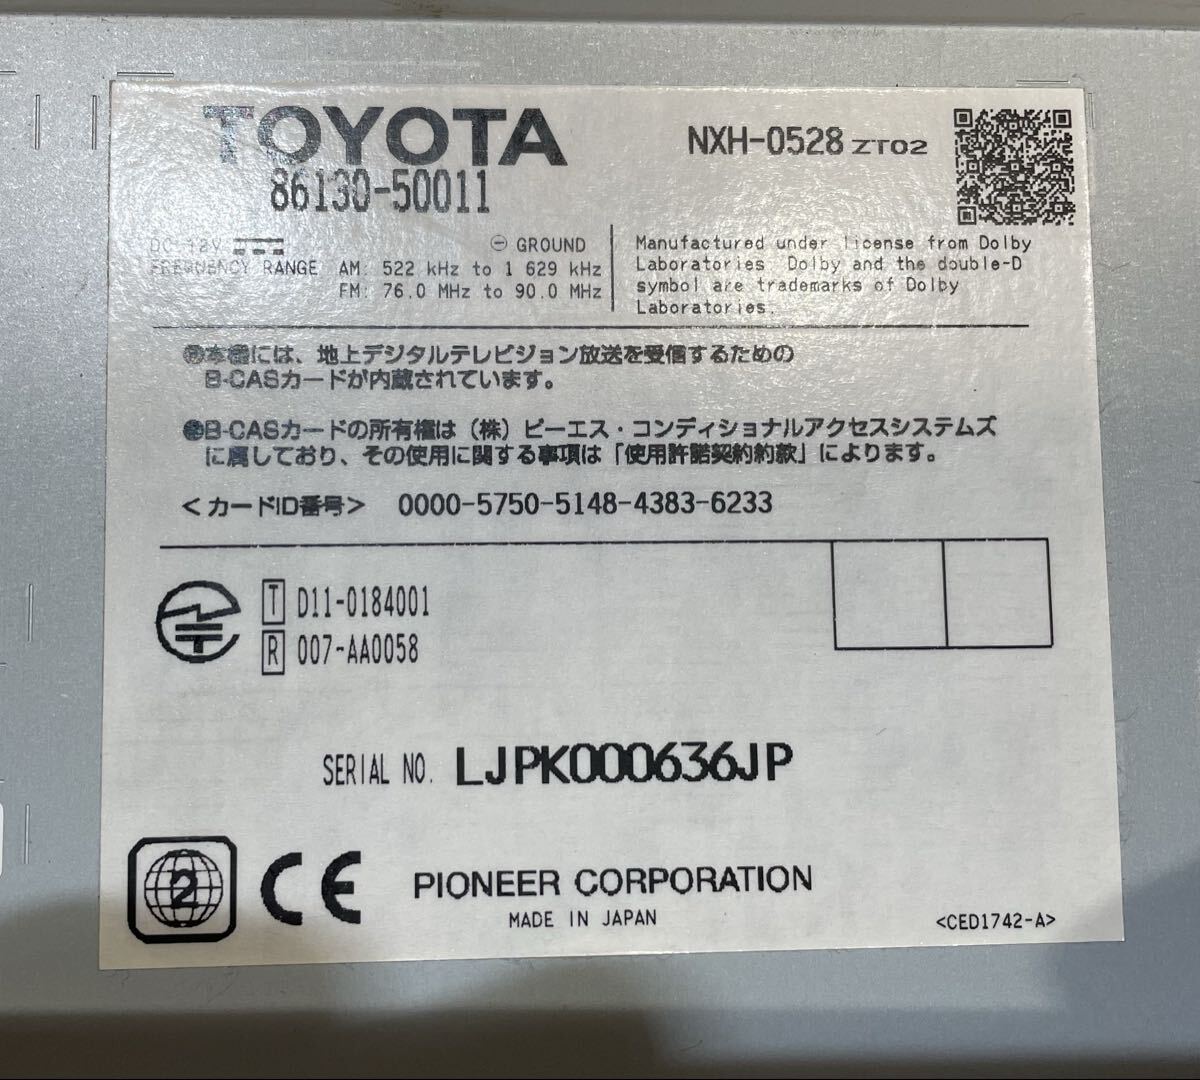 TOYOTA
86130-50011
NXH-0528 ZT02
DC 12V
⊖ GROUND
FREQUENCY RANGE AM: 522 kHz to 1 629 kHz
FM: 76.0 MHz to 90.0 MHz
Manufactured under license from Dolby
Laboratories. Dolby and the double-D
symbol are trademarks of Dolby
Laboratories.
●本機には、地上デジタルテレビジョン放送を受信するための
B-CASカードが内蔵されています。
●B-CASカードの所有権は（株）ビーエス・コンディショナルアクセスシステムズ
に属しており、その使用に関する事項は「使用許諾契約約款」によります。
＜カードID番号＞ 0000-5750-5148-4383-6233
T D11-0184001
R 007-AA0058
SERIAL NO. LJPK000636JP
2 CE PIONEER CORPORATION
MADE IN JAPAN
<CED1742-A>